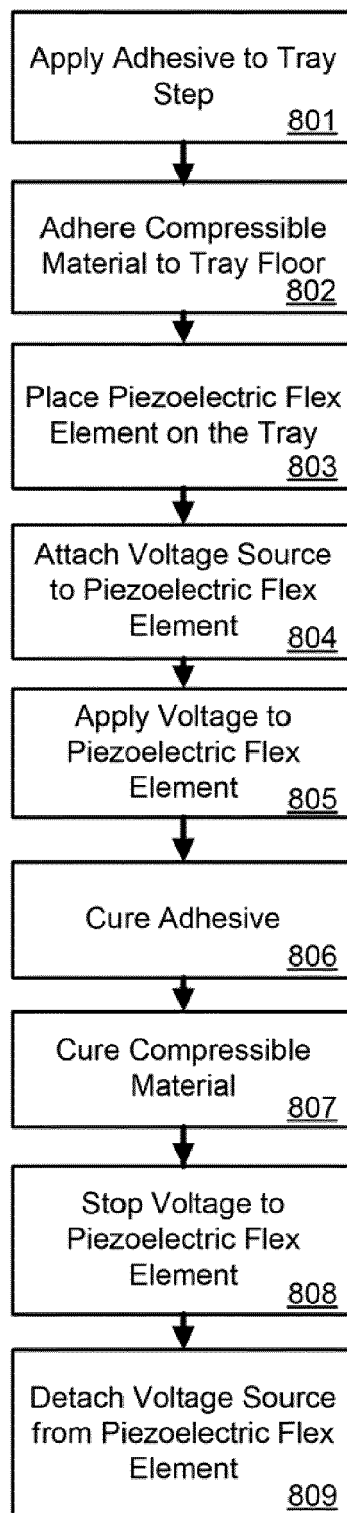 Apply Adhesive to Tray
Step
801
Adhere Compressible
Material to Tray Floor
802
Place Piezoelectric Flex
Element on the Tray
803
Attach Voltage Source
to Piezoelectric Flex
Element
804
Apply Voltage to
Piezoelectric Flex
Element
805
Cure Adhesive
806
Cure Compressible
Material
807
Stop Voltage to
Piezoelectric Flex
Element
808
Detach Voltage Source
from Piezoelectric Flex
Element
809